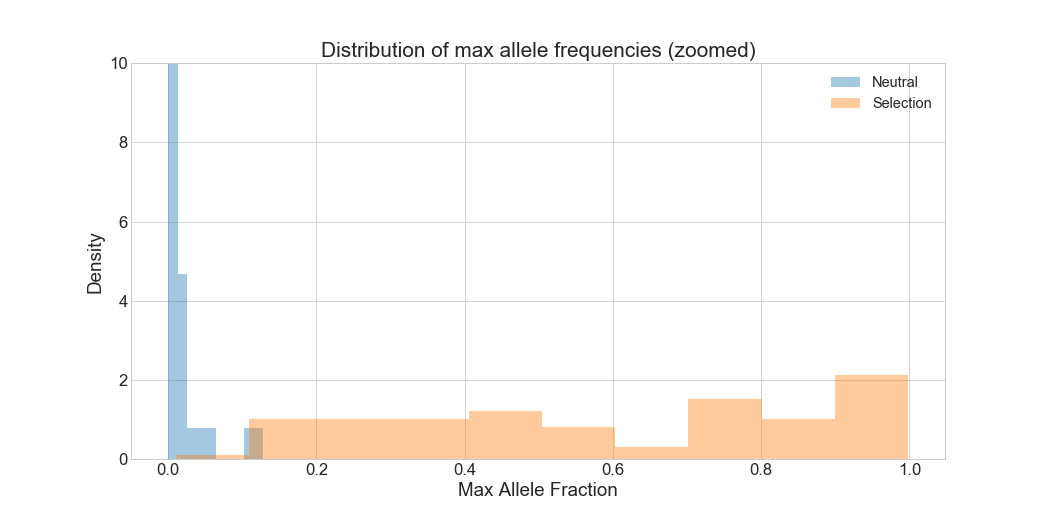 Distribution of max allele frequencies (zoomed)
Neutral
Selection
10
8
6
4
2
0
Density
0.0 0.2 0.4 0.6 0.8 1.0
Max Allele Fraction